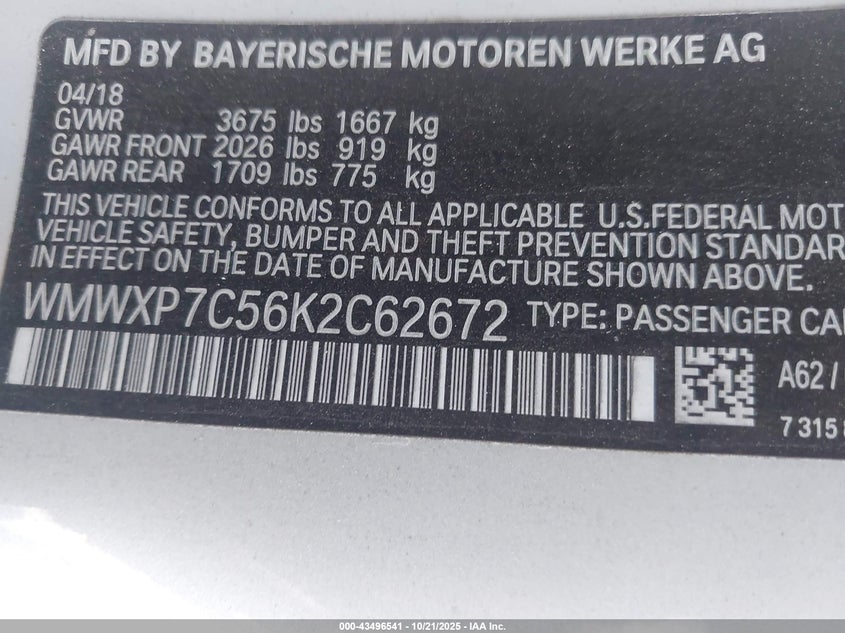 MFD BY BAYERISCHE MOTOREN WERKE AG
04/18
GVWR 3675 lbs 1667 kg
GAWR FRONT 2026 lbs 919 kg
GAWR REAR 1709 lbs 775 kg
THIS VEHICLE CONFORMS TO ALL APPLICABLE U.S.FEDERAL MOT
VEHICLE SAFETY, BUMPER AND THEFT PREVENTION STANDAR
IN EFFECT ON THE DATE OF MANUFACTURE SHOWN ABOVE.
WMWXP7C56K2C62672 TYPE: PASSENGER CA
A62/
7 315
000-43496541 - 10/21/2025 - IAA Inc.